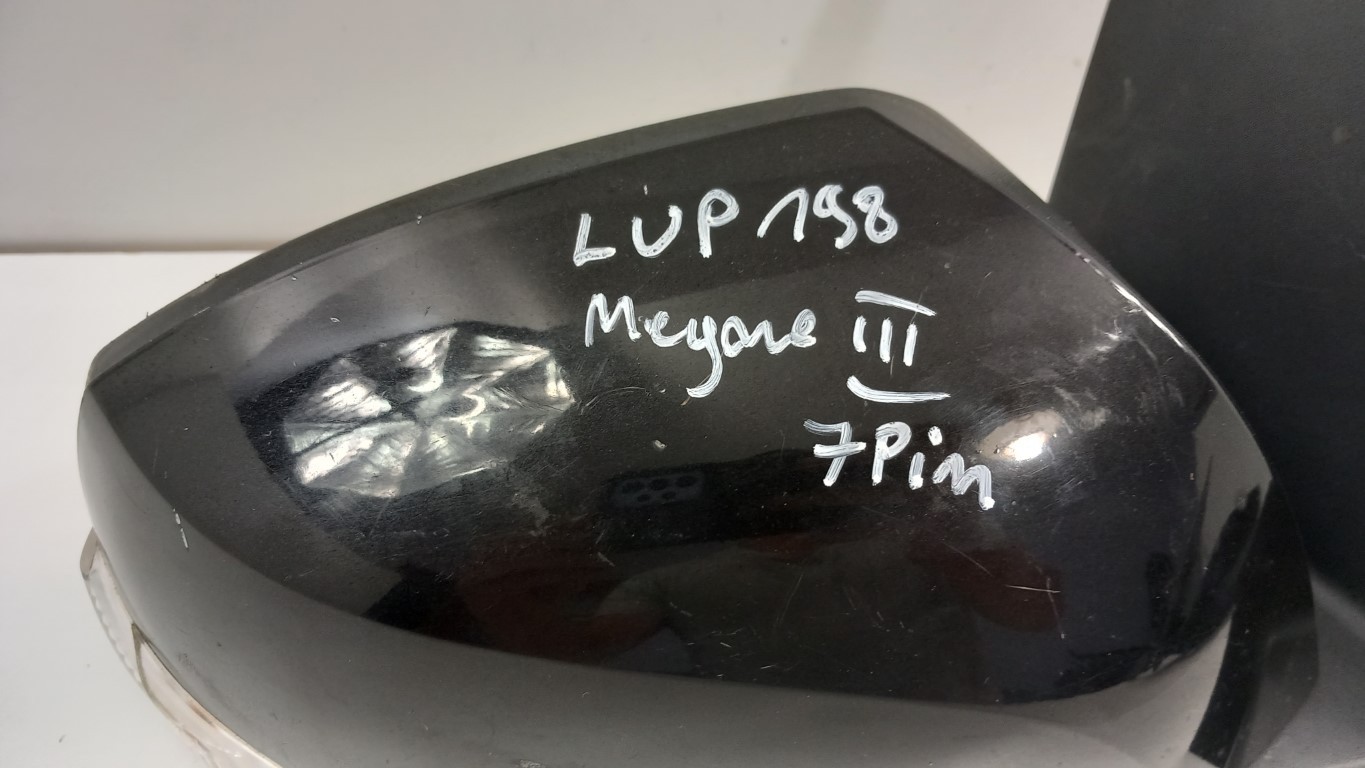 LUP 198
Megane III
7Pin